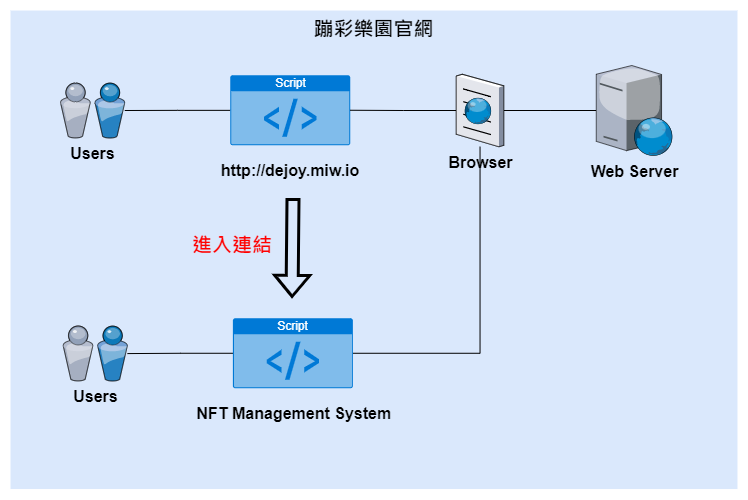 蹦彩樂園官網
Script
</>
Users
http://dejoy.miw.io
Browser
Web Server
進入連結
Script
</>
Users
NFT Management System